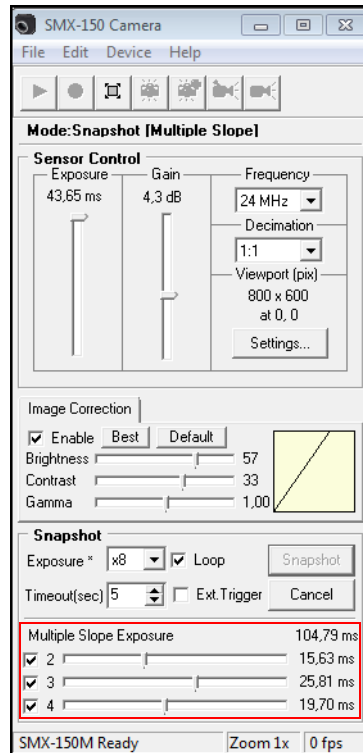 SMX-150 Camera
File Edit Device Help
Mode:Snapshot [Multiple Slope]
Sensor Control
Exposure Gain Frequency
43,65 ms 4,3 dB 24 MHz
Decimation
1:1
Viewport (pix)
800 x 600
at 0, 0
Settings...
Image Correction
Enable Best Default
Brightness 57
Contrast 33
Gamma 1,00
Snapshot
Exposure * x8 Loop Snapshot
Timeout(sec) 5 Ext.Trigger Cancel
Multiple Slope Exposure 104,79 ms
2 15,63 ms
3 25,81 ms
4 19,70 ms
SMX-150M Ready Zoom 1x 0 fps